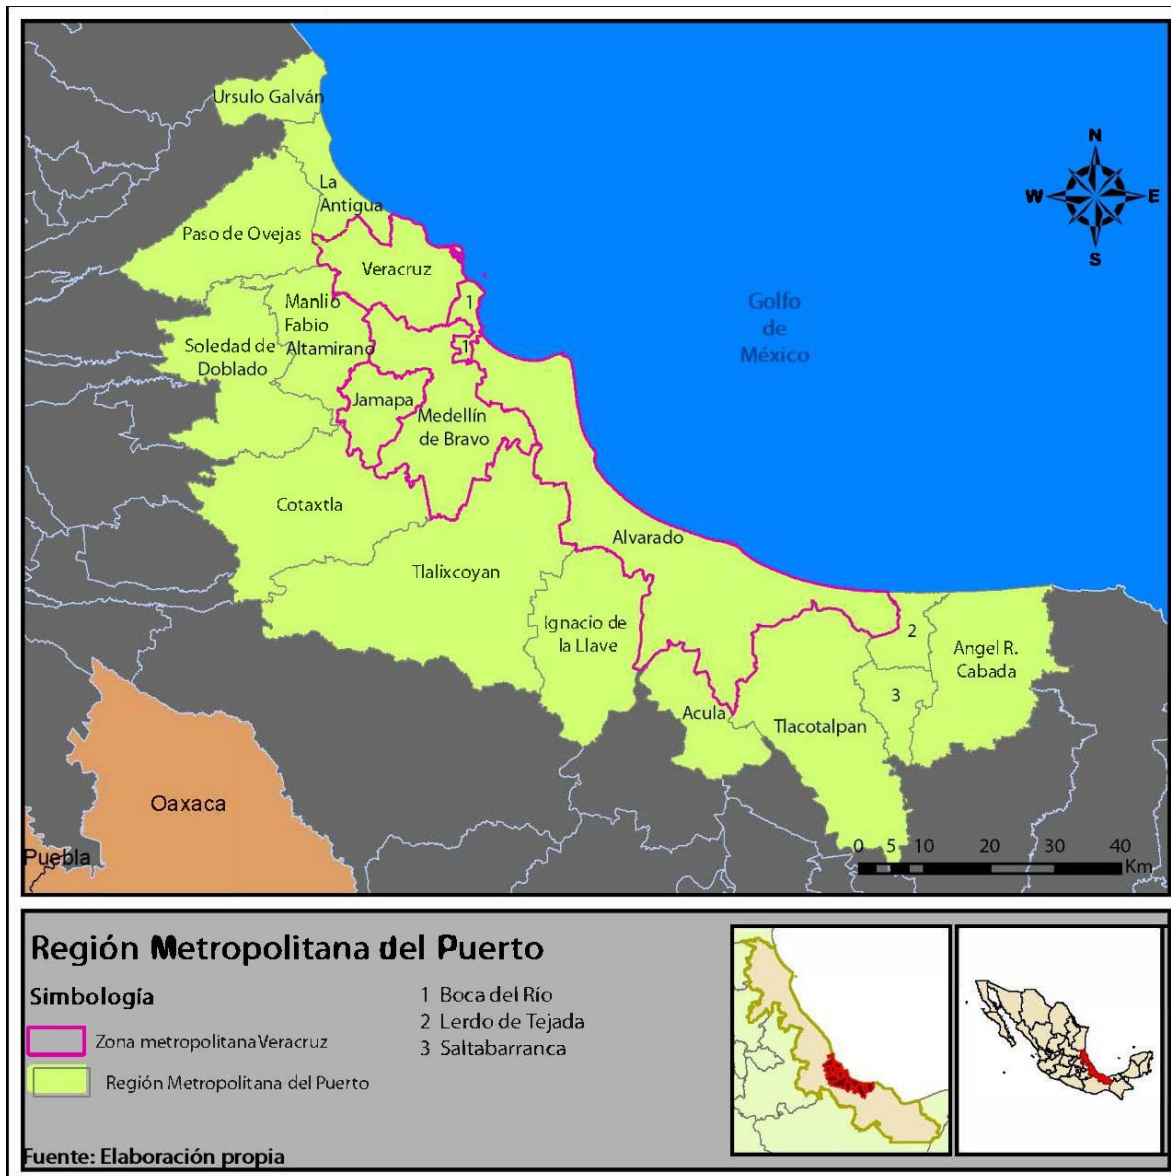 Ursulo Galván
La
Antigua
Paso de Ovejas
Veracruz
Manlio
Fabio
Altamirano
1
1
Soledad de
Doblado
Jamapa
Medellín
de Bravo
Cotaxtla
Tlalixcoyan
Alvarado
Ignacio de
la Llave
2
Angel R.
Cabada
3
Acula
Tlacotalpan
Oaxaca
Puebla
Golfo
de
México
N
W
E
S
0 5 10 20 30 40
Km
Región Metropolitana del Puerto
Simbología
Zona metropolitana Veracruz
Región Metropolitana del Puerto
1 Boca del Río
2 Lerdo de Tejada
3 Saltabarranca
Fuente: Elaboración propia